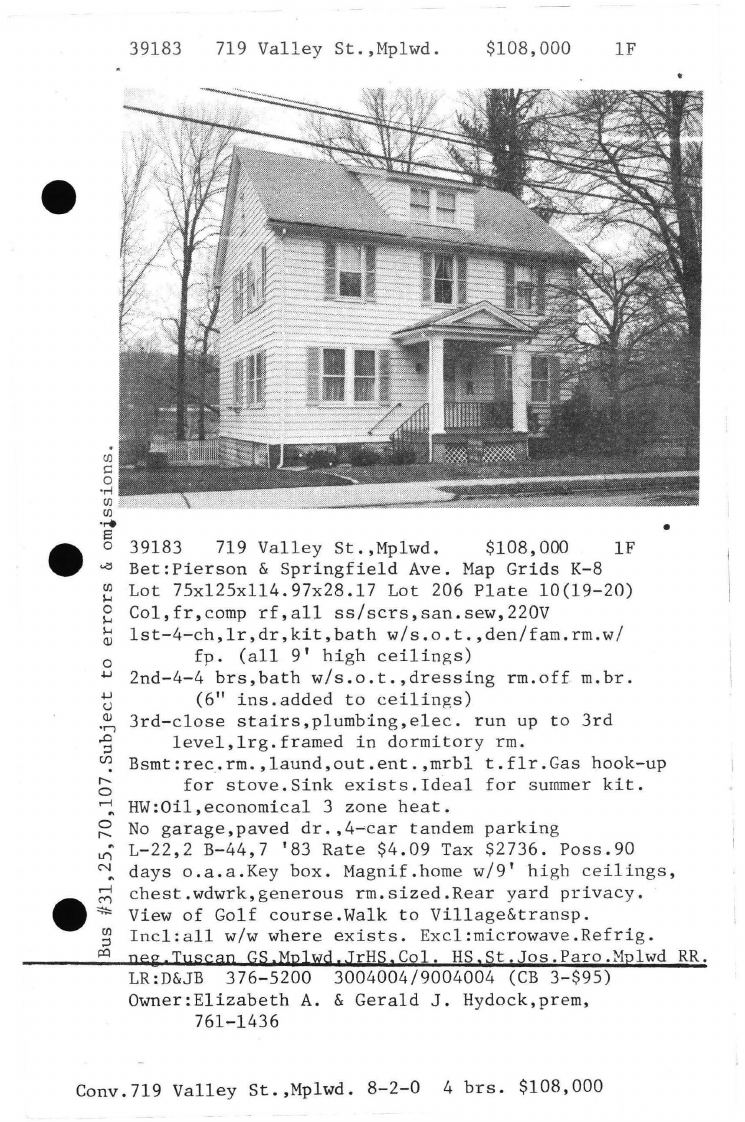 39183 719 Valley St.,Mplwd. $108,000 1F
39183 719 Valley St.,Mplwd. $108,000 1F
Bet:Pierson & Springfield Ave. Map Grids K-8
Lot 75x125x114.97x28.17 Lot 206 Plate 10(19-20)
Col,fr,comp rf,all ss/scrs,san.sew,220V
1st-4-ch,lr,dr,kit,bath w/s.o.t.,den/fam.rm.w/
fp. (all 9' high ceilings)
2nd-4-4 brs,bath w/s.o.t.,dressing rm.off m.br.
(6" ins.added to ceilings)
3rd-close stairs,plumbing,elec. run up to 3rd
level,lrg.framed in dormitory rm.
Bsmt:rec.rm.,laund,out.ent.,mrbl t.flr.Gas hook-up
for stove.Sink exists.Ideal for summer kit.
HW:Oil,economical 3 zone heat.
No garage,paved dr.,4-car tandem parking
L-22,2 B-44,7 '83 Rate $4.09 Tax $2736. Poss.90
days o.a.a.Key box. Magnif.home w/9' high ceilings,
chest.wdwrk,generous rm.sized.Rear yard privacy.
View of Golf course.Walk to Village&transp.
Incl:all w/w where exists. Excl:microwave.Refrig.
neg.Tuscan GS.Mplwd.JrHS.Col. HS.St.Jos.Paro.Mplwd RR.
LR:D&JB 376-5200 3004004/9004004 (CB 3-$95)
Owner:Elizabeth A. & Gerald J. Hydock,prem,
761-1436
Bus #31,25,70,107.Subject to errors & omissions.
Conv.719 Valley St.,Mplwd. 8-2-0 4 brs. $108,000